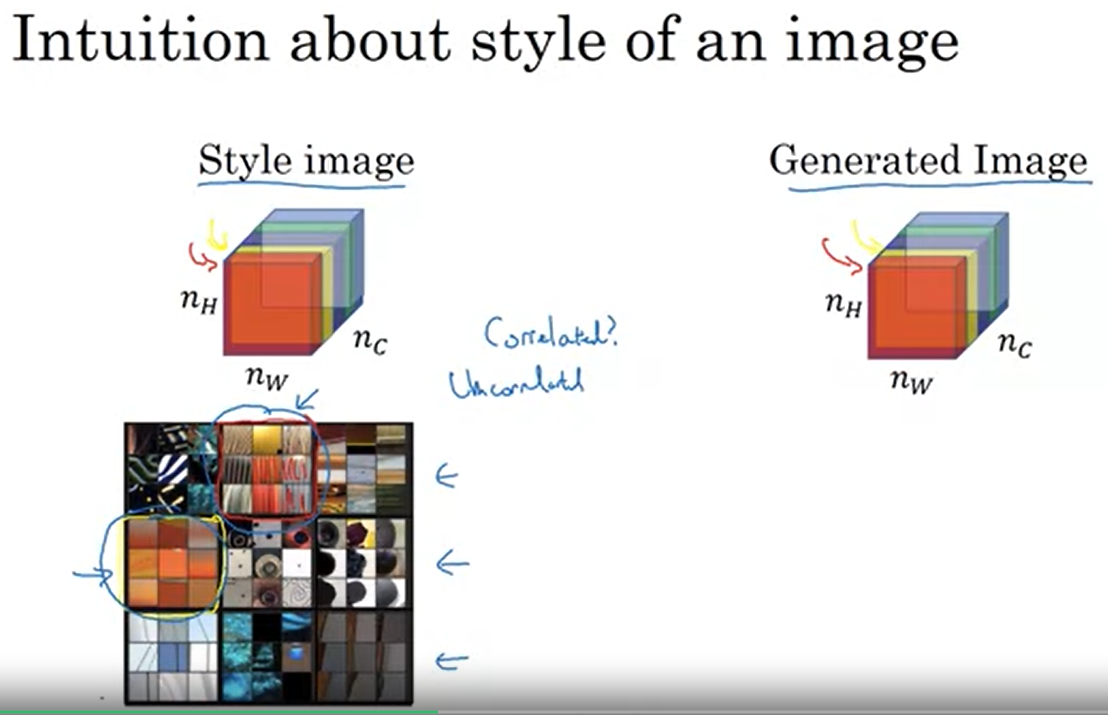 Intuition about style of an image
Style image
Generated Image
n_H
n_C
n_W
n_H
n_C
n_W
Correlated?
Uncorrelated